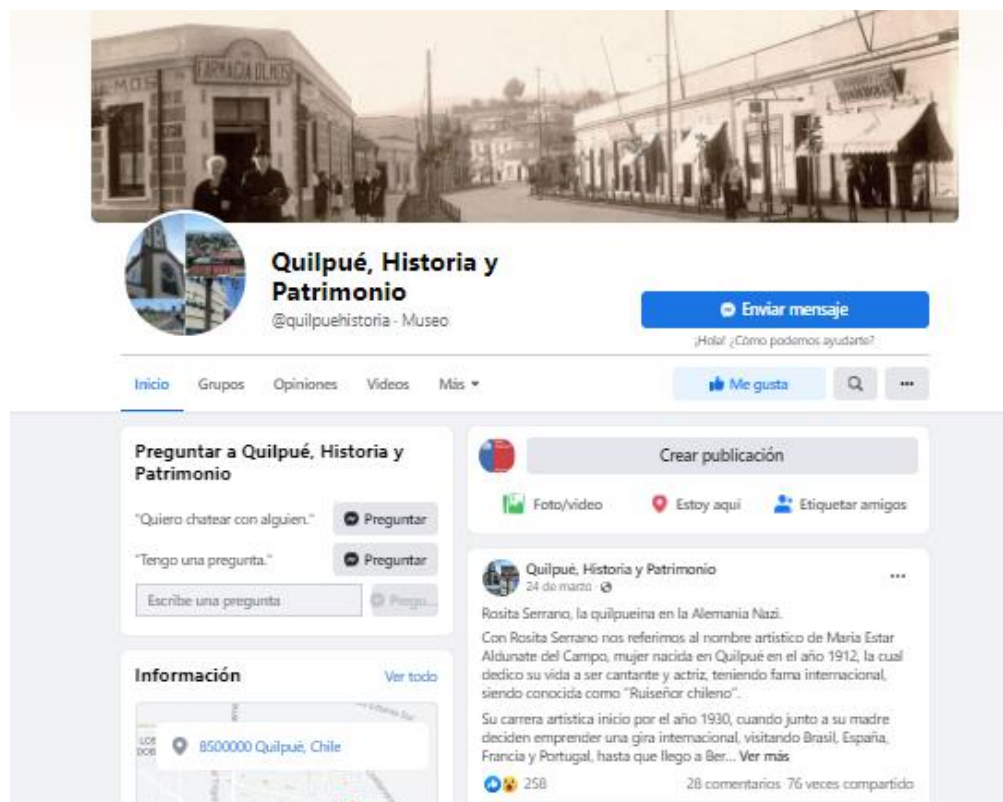 FARMACIA OLMOS
Quilpué, Historia y
Patrimonio
@quilpuehistoria · Museo
Enviar mensaje
¡Hola! ¿Cómo podemos ayudarte?
Inicio Grupos Opiniones Videos Más
Me gusta
Preguntar a Quilpué, Historia y
Patrimonio
"Quiero chatear con alguien." Preguntar
"Tengo una pregunta." Preguntar
Escribe una pregunta Pregu...
Información Ver todo
8500000 Quilpué, Chile
Crear publicación
Foto/video Estoy aquí Etiquetar amigos
Quilpué, Historia y Patrimonio
24 de marzo
Rosita Serrano, la quilpueina en la Alemania Nazi.
Con Rosita Serrano nos referimos al nombre artistico de Maria Estar
Aldunate del Campo, mujer nacida en Quilpué en el año 1912, la cual
dedico su vida a ser cantante y actriz, teniendo fama internacional,
siendo conocida como "Ruiseñor chileno".
Su carrera artistica inicio por el año 1930, cuando junto a su madre
deciden emprender una gira internacional, visitando Brasil, España,
Francia y Portugal, hasta que llego a Ber... Ver más
258 28 comentarios 76 veces compartido